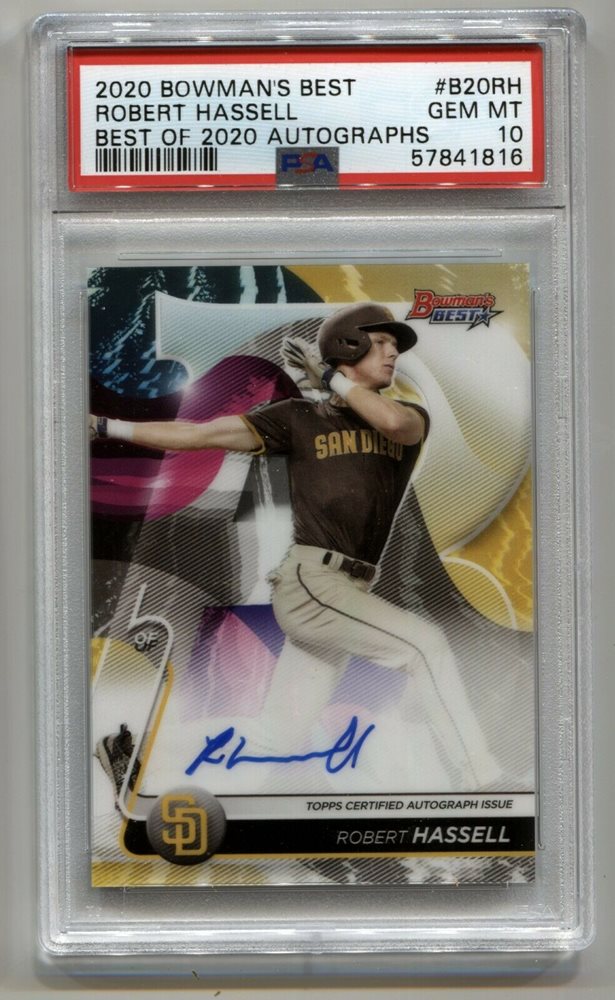 2020 BOWMAN'S BEST #B20RH
ROBERT HASSELL GEM MT
BEST OF 2020 AUTOGRAPHS 10
PSA 57841816
Bowman's
BEST
SAN DIEGO
OF
TOPPS CERTIFIED AUTOGRAPH ISSUE
SD
ROBERT HASSELL